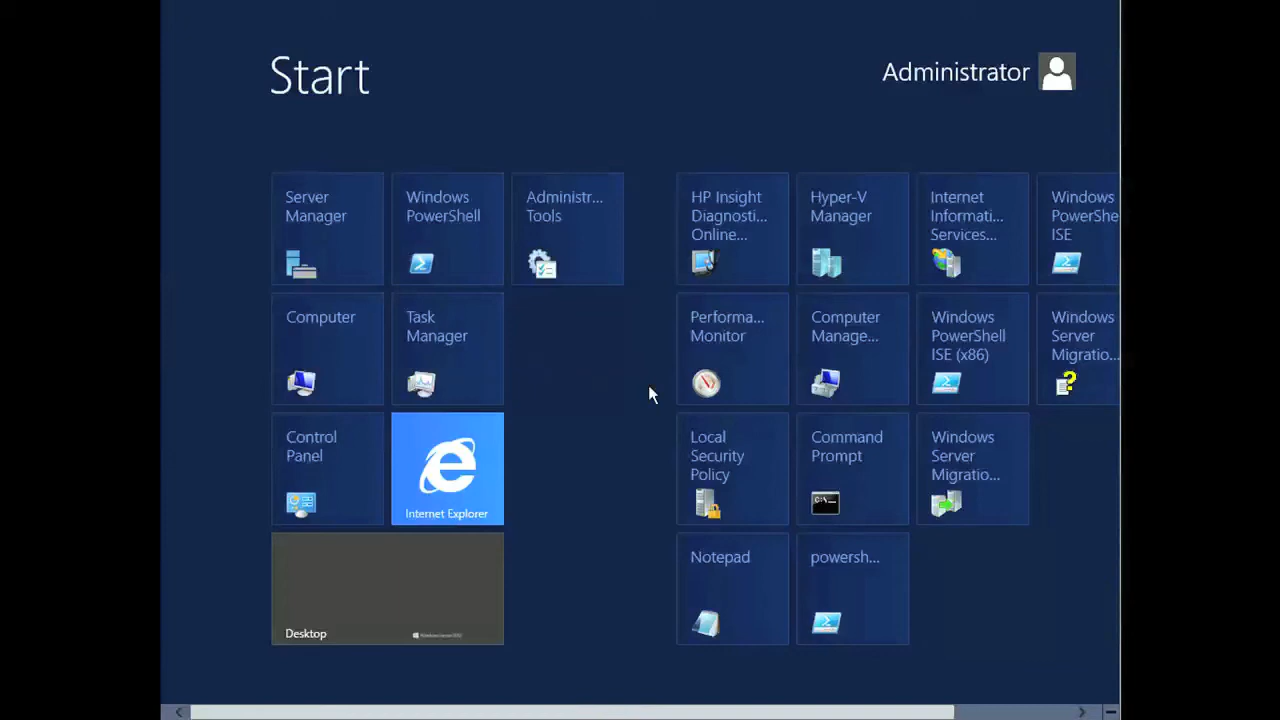 Start
Administrator
Server
Manager
Windows
PowerShell
Administr...
Tools
HP Insight
Diagnosti...
Online...
Hyper-V
Manager
Internet
Informati...
Services...
Windows
PowerShe
ISE
Computer
Task
Manager
Performa...
Monitor
Computer
Manage...
Windows
PowerShell
ISE (x86)
Windows
Server
Migratio...
Control
Panel
Internet Explorer
Local
Security
Policy
Command
Prompt
C:\
Windows
Server
Migratio...
Desktop
Notepad
powersh...